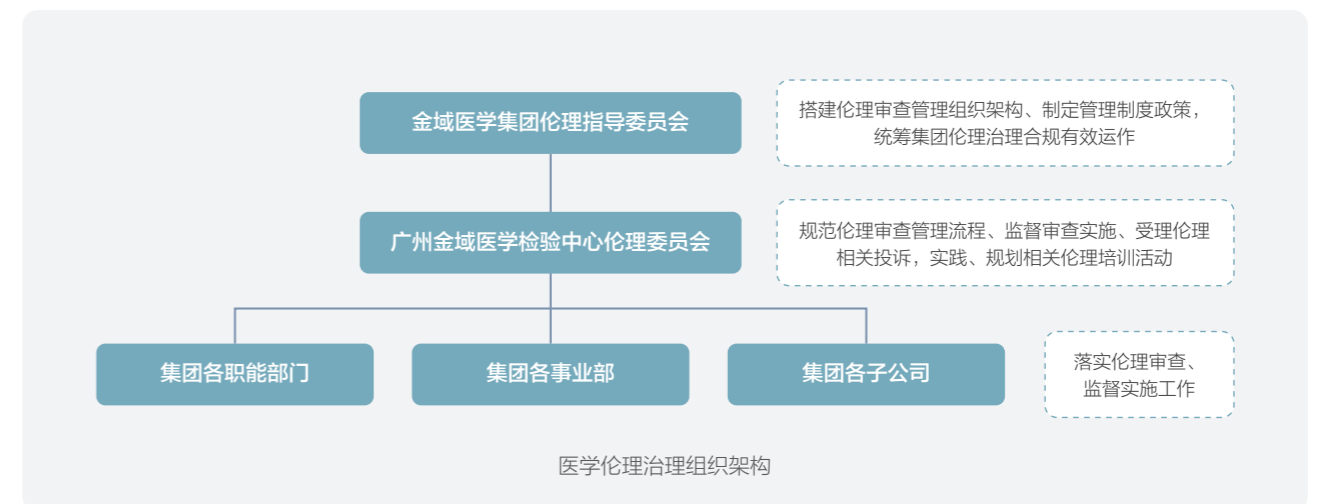 金域医学集团伦理指导委员会
搭建伦理审查管理组织架构、制定管理制度政策，
统筹集团伦理治理合规有效运作
广州金域医学检验中心伦理委员会
规范伦理审查管理流程、监督审查实施、受理伦理
相关投诉，实践、规划相关伦理培训活动
集团各职能部门
集团各事业部
集团各子公司
落实伦理审查、
监督实施工作
医学伦理治理组织架构